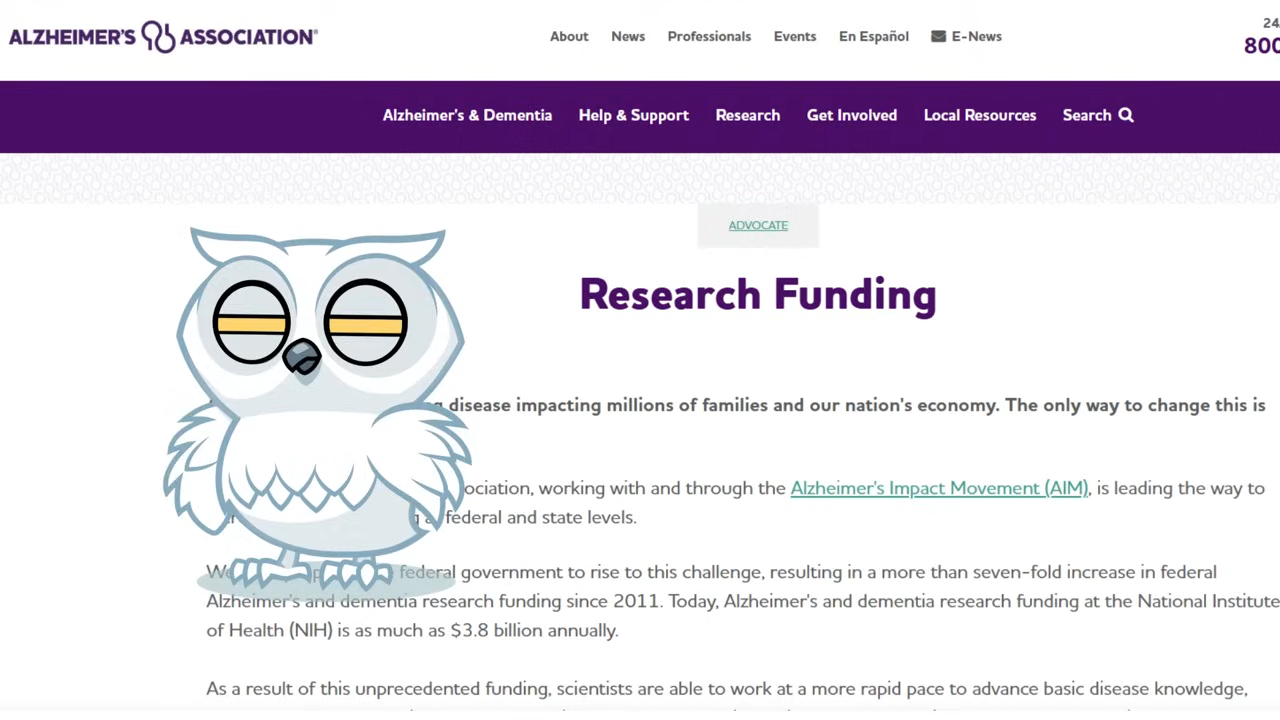 ALZHEIMER'S ASSOCIATION®
About News Professionals Events En Español E-News
24
800
Alzheimer's & Dementia Help & Support Research Get Involved Local Resources Search
ADVOCATE
Research Funding
disease impacting millions of families and our nation's economy. The only way to change this is
ociation, working with and through the Alzheimer's Impact Movement (AIM), is leading the way to
federal and state levels.
federal government to rise to this challenge, resulting in a more than seven-fold increase in federal
Alzheimer's and dementia research funding since 2011. Today, Alzheimer's and dementia research funding at the National Institute
of Health (NIH) is as much as $3.8 billion annually.
As a result of this unprecedented funding, scientists are able to work at a more rapid pace to advance basic disease knowledge,